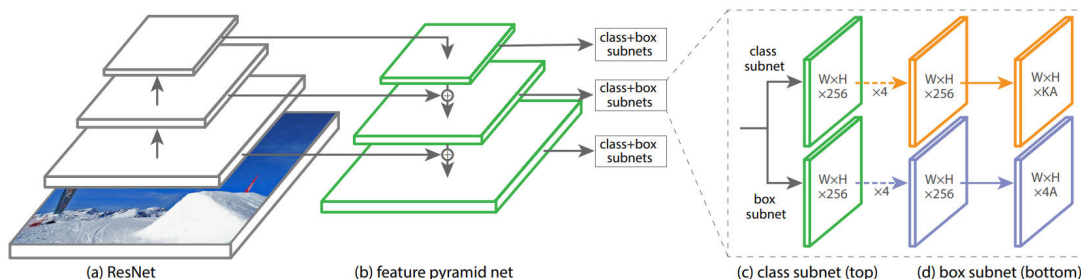 class+box
subnets
class+box
subnets
class+box
subnets
class
subnet
W×H
×256
×4
W×H
×256
W×H
×KA
box
subnet
W×H
×256
×4
W×H
×256
W×H
×4A
(a) ResNet
(b) feature pyramid net
(c) class subnet (top)
(d) box subnet (bottom)